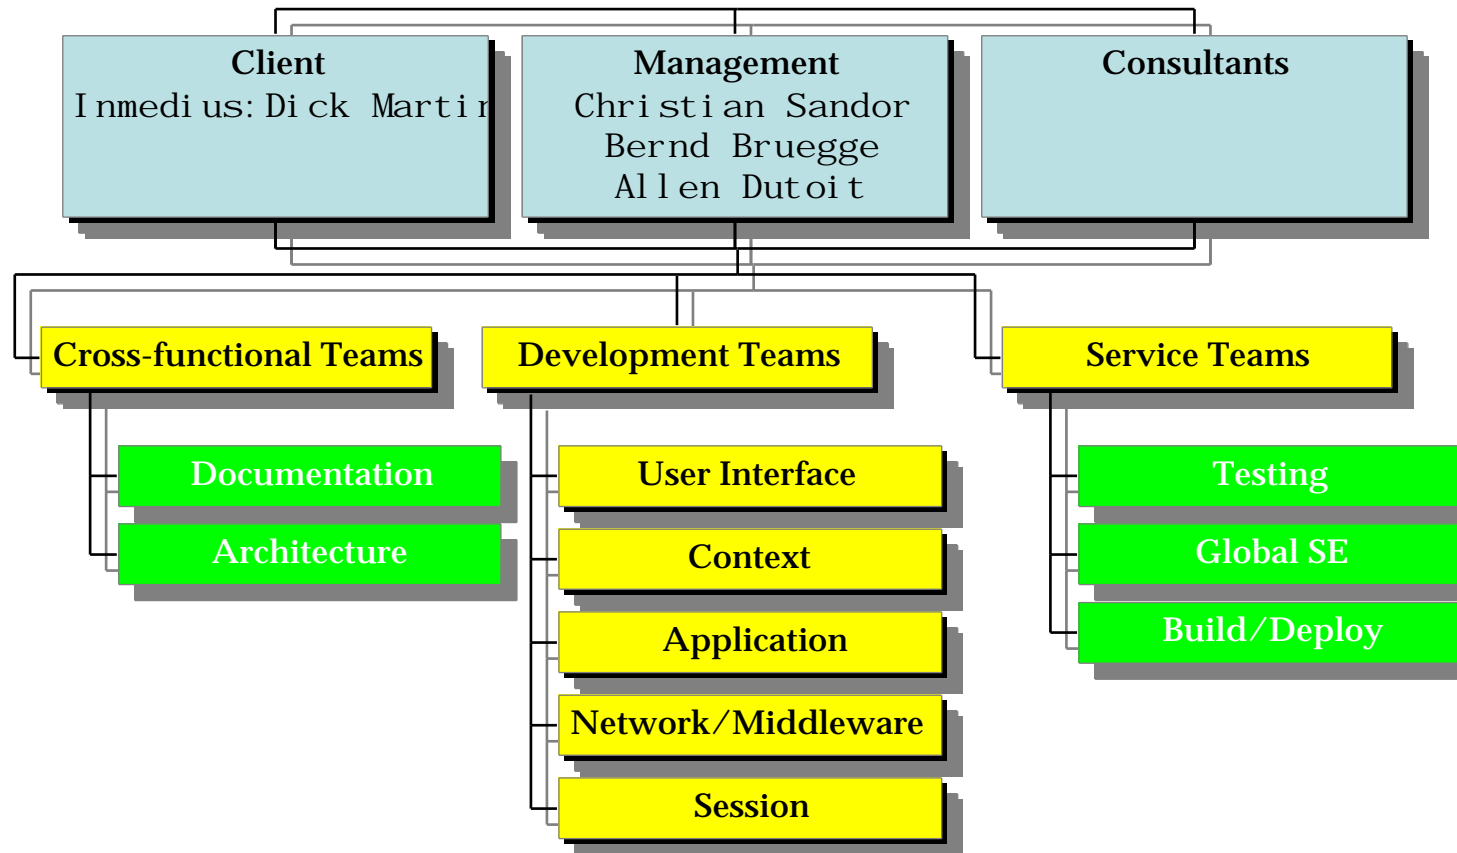 Client
Inmedius: Dick Martin
Management
Christian Sandor
Bernd Bruegge
Allen Dutoit
Consultants
Cross-functional Teams
Development Teams
Service Teams
Documentation
Architecture
User Interface
Context
Application
Network/Middleware
Session
Testing
Global SE
Build/Deploy